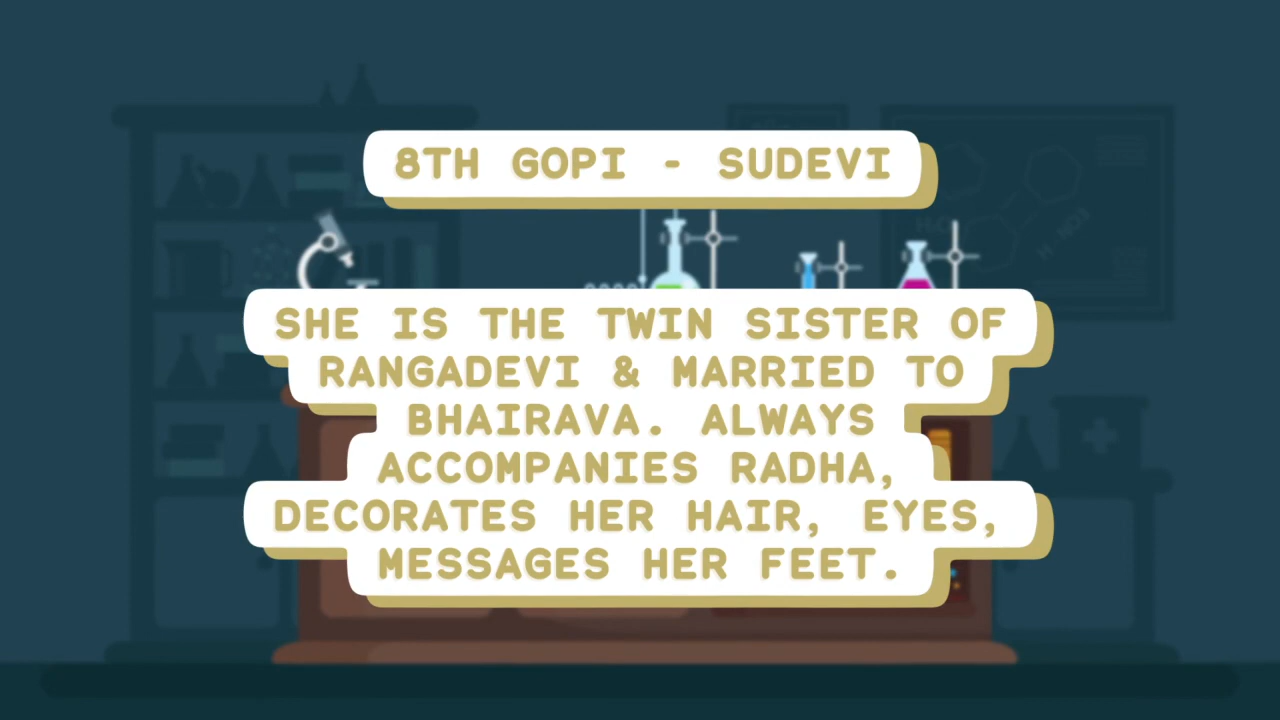 8TH GOPI - SUDEVI
SHE IS THE TWIN SISTER OF
RANGADEVI & MARRIED TO
BHAIRAVA. ALWAYS
ACCOMPANIES RADHA,
DECORATES HER HAIR, EYES,
MESSAGES HER FEET.